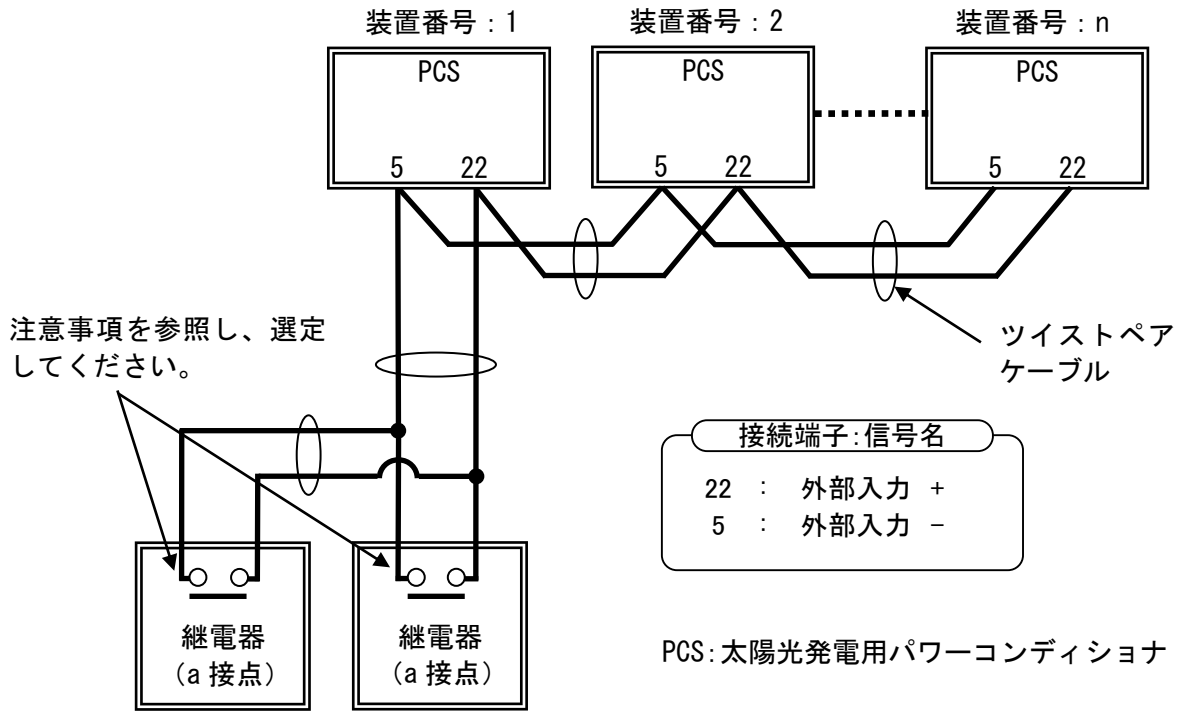 装置番号：1
装置番号：2
装置番号：n
PCS
PCS
PCS
5 22
5 22
5 22
注意事項を参照し、選定
してください。
ツイストペア
ケーブル
接続端子：信号名
22 ： 外部入力 +
5 ： 外部入力 −
継電器
（a 接点）
継電器
（a 接点）
PCS：太陽光発電用パワーコンディショナ